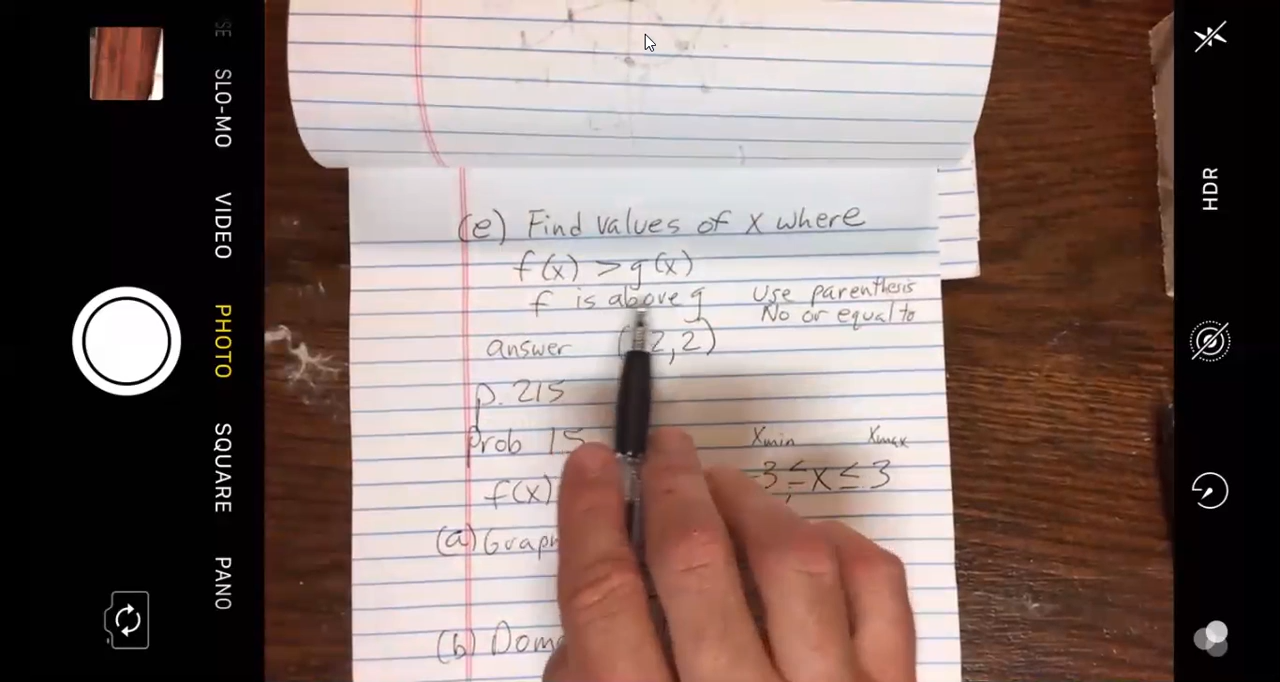 (e) Find values of x where
f(x) > g(x)
f is above g
use parenthesis
No or equal to
answer ( 2,2)
p. 215
prob 15
xmin xmax
f(x)
-3 ≤ x ≤ 3
(a) Graph
(b) Dom
SE
SLO-MO
VIDEO
PHOTO
SQUARE
PANO
HDR